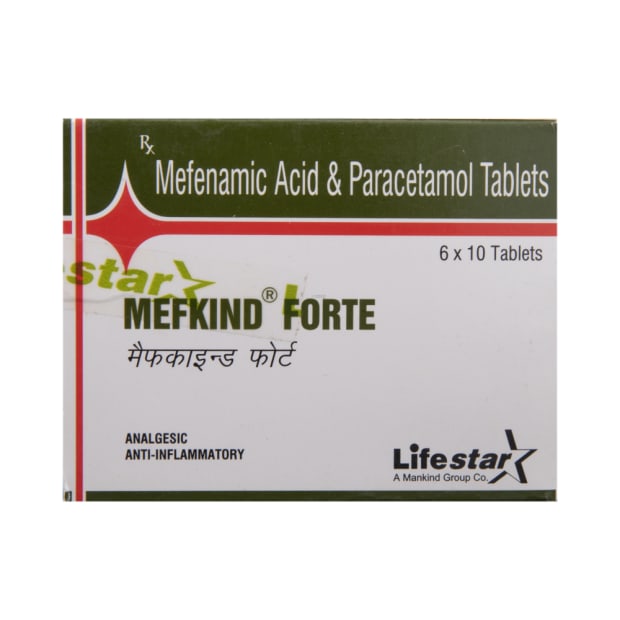 Rx
Mefenamic Acid & Paracetamol Tablets
6 x 10 Tablets
estar
MEFKIND® FORTE
मैफकाइन्ड फोर्ट
ANALGESIC
ANTI-INFLAMMATORY
Lifestar
A Mankind Group Co.